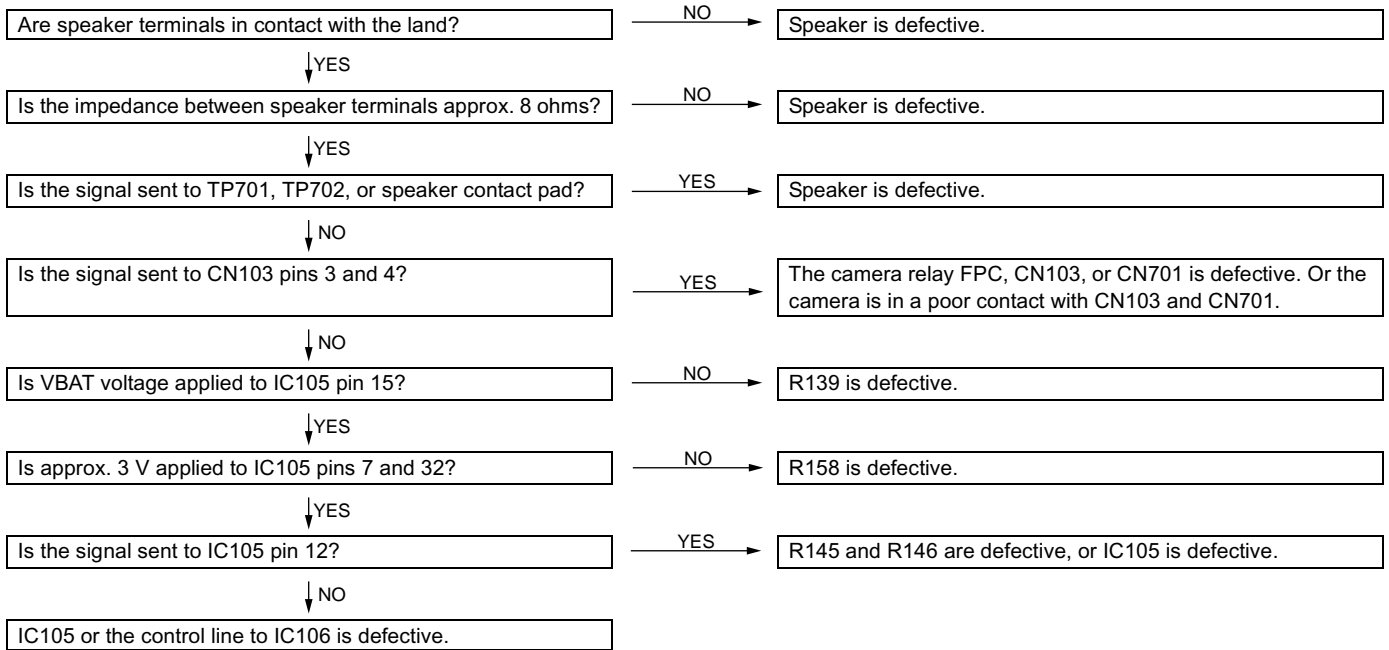 Are speaker terminals in contact with the land?
NO
Speaker is defective.
YES
Is the impedance between speaker terminals approx. 8 ohms?
NO
Speaker is defective.
YES
Is the signal sent to TP701, TP702, or speaker contact pad?
YES
Speaker is defective.
NO
Is the signal sent to CN103 pins 3 and 4?
YES
The camera relay FPC, CN103, or CN701 is defective. Or the
camera is in a poor contact with CN103 and CN701.
NO
Is VBAT voltage applied to IC105 pin 15?
NO
R139 is defective.
YES
Is approx. 3 V applied to IC105 pins 7 and 32?
NO
R158 is defective.
YES
Is the signal sent to IC105 pin 12?
YES
R145 and R146 are defective, or IC105 is defective.
NO
IC105 or the control line to IC106 is defective.